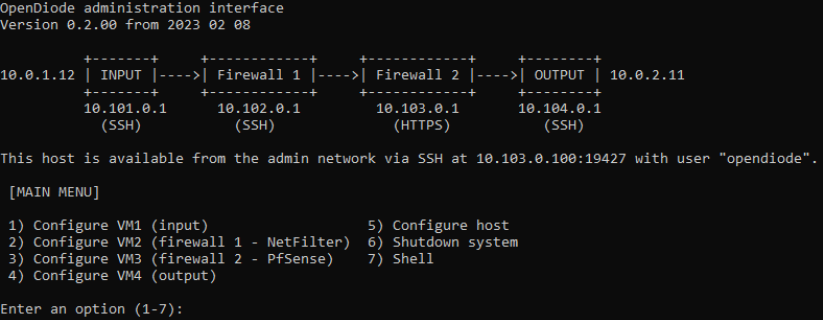 OpenDiode administration interface
Version 0.2.00 from 2023 02 08
+-------+      +------------+     +------------+     +--------+
10.0.1.12 | INPUT |---->| Firewall 1 |---->| Firewall 2 |---->| OUTPUT | 10.0.2.11
+-------+      +------------+     +------------+     +--------+
10.101.0.1 10.102.0.1 10.103.0.1 10.104.0.1
(SSH) (SSH) (HTTPS) (SSH)
This host is available from the admin network via SSH at 10.103.0.100:19427 with user "opendiode".
[MAIN MENU]
1) Configure VM1 (input) 5) Configure host
2) Configure VM2 (firewall 1 - NetFilter) 6) Shutdown system
3) Configure VM3 (firewall 2 - PfSense) 7) Shell
4) Configure VM4 (output)
Enter an option (1-7):